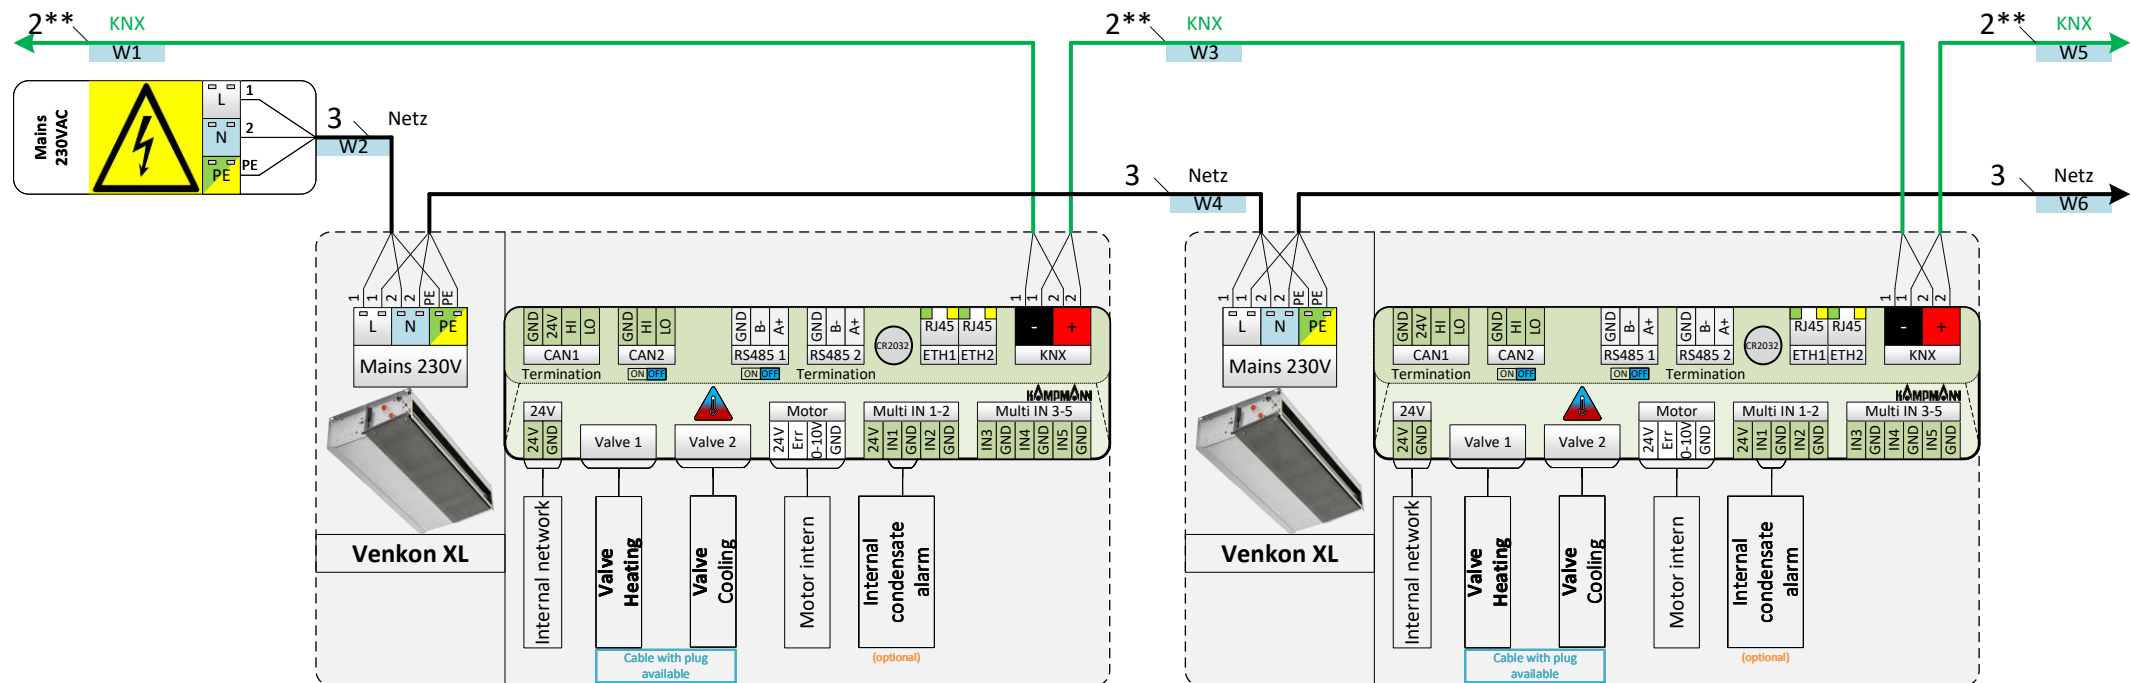 2** KNX 2** KNX 2** KNX
W1 W3 W5
Mains
230VAC
L 1
N 2
PE PE
3 Netz
W2
3 Netz 3 Netz
W4 W6
1 1 2 2 PE PE 1 1 2 2
L N PE
Mains 230V
GND 24V HI LO GND HI LO GND B- A+ GND B- A+ CR2032 RJ45 RJ45 - +
CAN1 CAN2 RS485 1 RS485 2 ETH1 ETH2 KNX
Termination ON OFF ON OFF Termination
KAMPMANN
24V Valve 1 Valve 2 Motor Multi IN 1-2 Multi IN 3-5
24V GND 24V Err 0-10V GND 24V IN1 GND IN2 GND IN3 GND IN4 GND IN5 GND
Venkon XL
Internal network
Valve
Heating
Valve
Cooling
Motor intern
Internal
condensate
alarm
Cable with plug
available
(optional)
1 1 2 2 PE PE 1 1 2 2
L N PE
Mains 230V
GND 24V HI LO GND HI LO GND B- A+ GND B- A+ CR2032 RJ45 RJ45 - +
CAN1 CAN2 RS485 1 RS485 2 ETH1 ETH2 KNX
Termination ON OFF ON OFF Termination
KAMPMANN
24V Valve 1 Valve 2 Motor Multi IN 1-2 Multi IN 3-5
24V GND 24V Err 0-10V GND 24V IN1 GND IN2 GND IN3 GND IN4 GND IN5 GND
Venkon XL
Internal network
Valve
Heating
Valve
Cooling
Motor intern
Internal
condensate
alarm
Cable with plug
available
(optional)